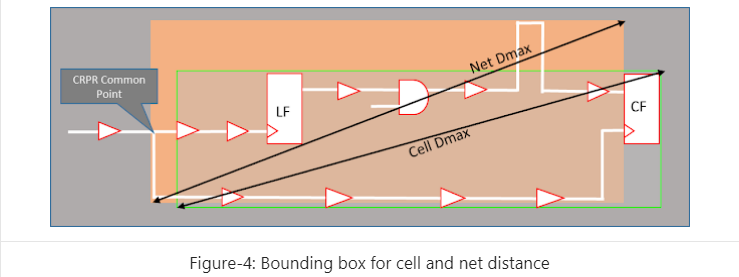 Net Dmax
CRPR Common
Point
LF
CF
Cell Dmax
Figure-4: Bounding box for cell and net distance